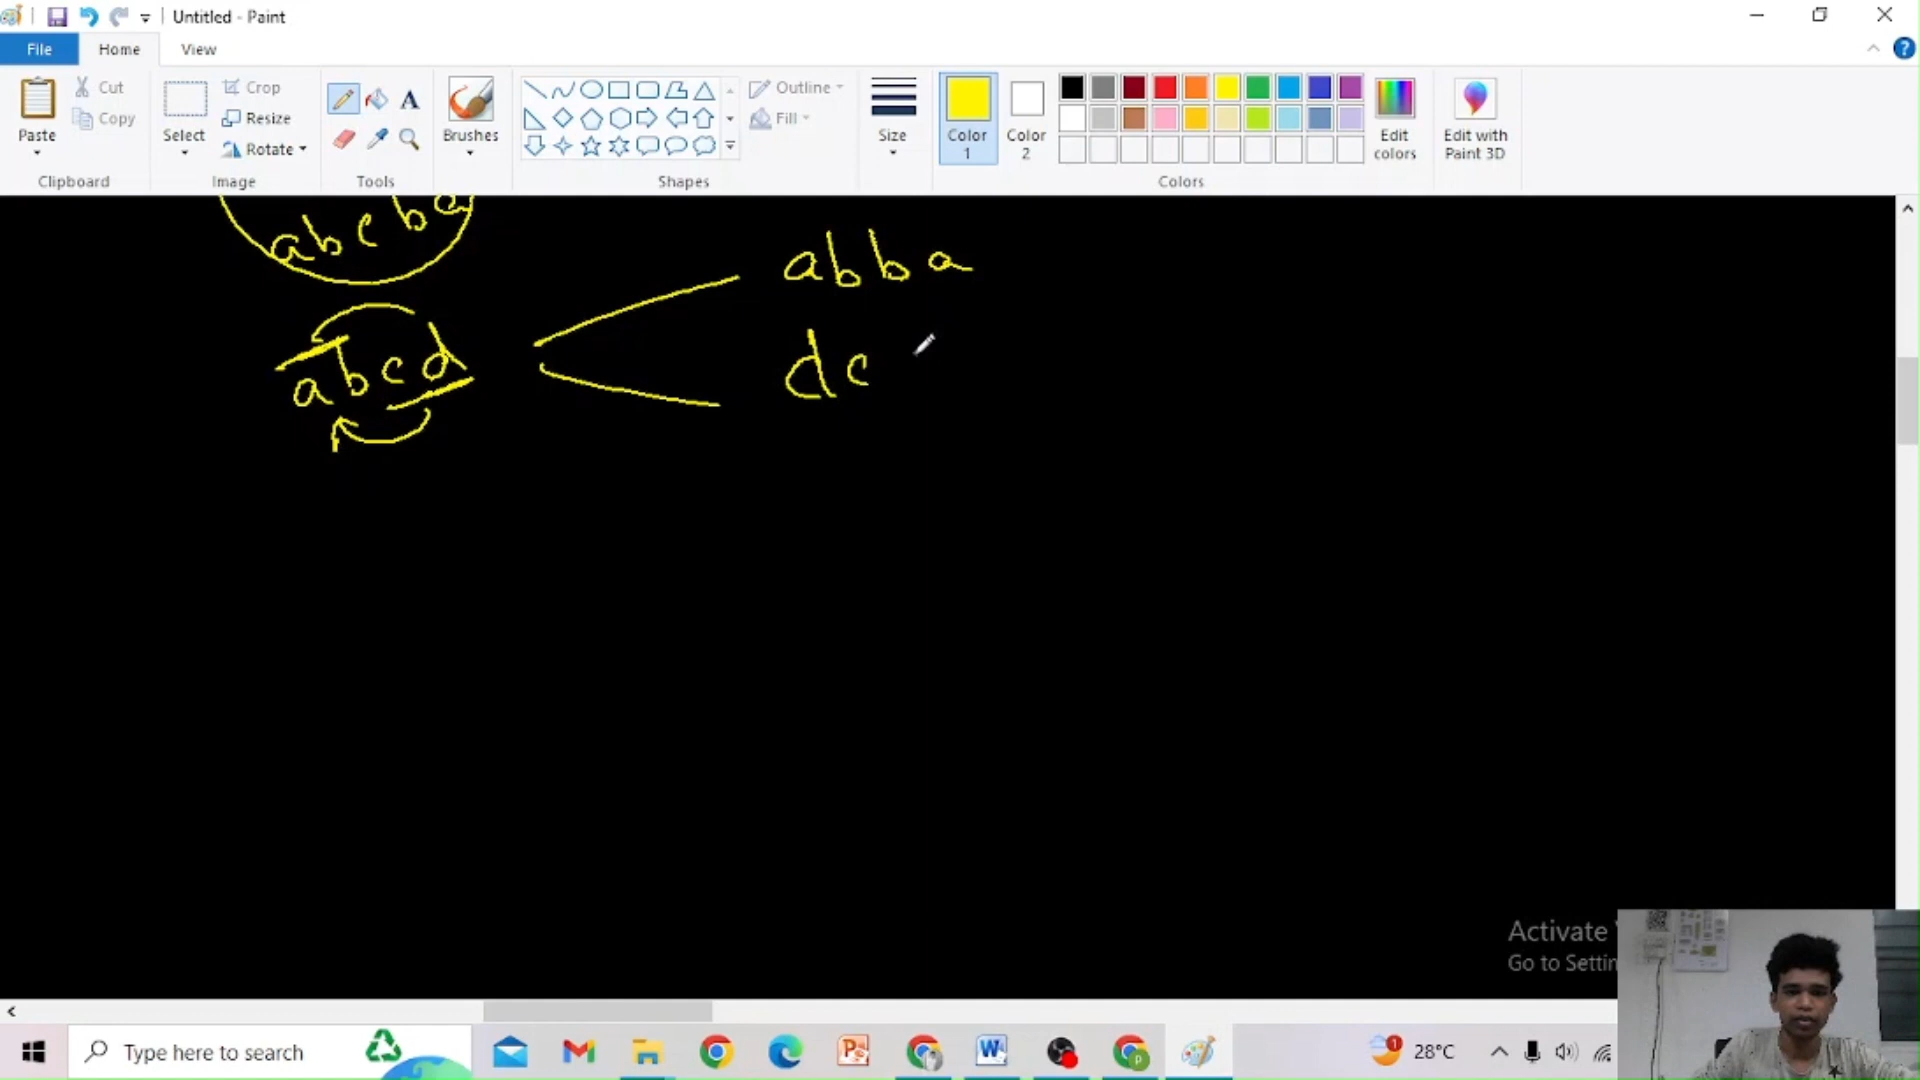 Untitled - Paint
File Home View
Paste
Cut
Copy
Clipboard
Select
Crop
Resize
Rotate
Image
Tools
Brushes
Shapes
Outline
Fill
Size
Color 1
Color 2
Edit colors
Edit with Paint 3D
Colors
abcba
abba
abcd
dc
Activate
Go to Settin
Type here to search
28°C